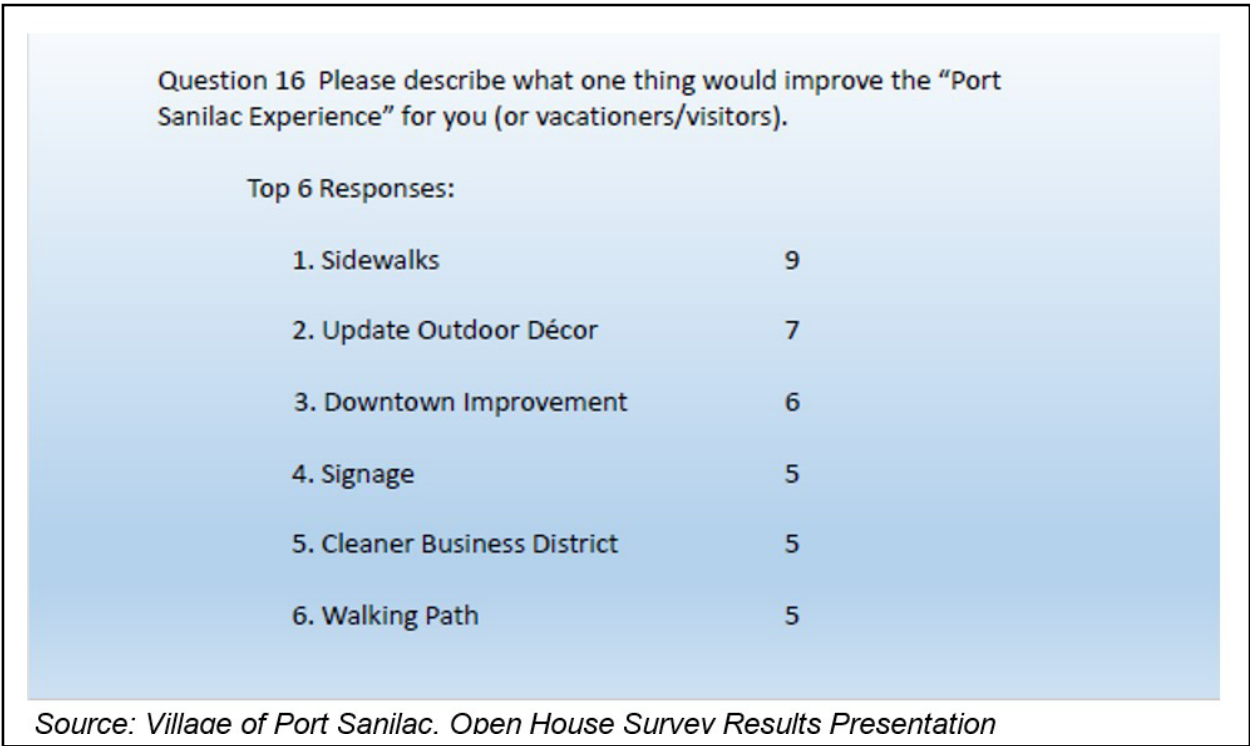 Question 16 Please describe what one thing would improve the “Port
Sanilac Experience” for you (or vacationers/visitors).
Top 6 Responses:
1. Sidewalks 9
2. Update Outdoor Décor 7
3. Downtown Improvement 6
4. Signage 5
5. Cleaner Business District 5
6. Walking Path 5
Source: Village of Port Sanilac. Open House Survey Results Presentation